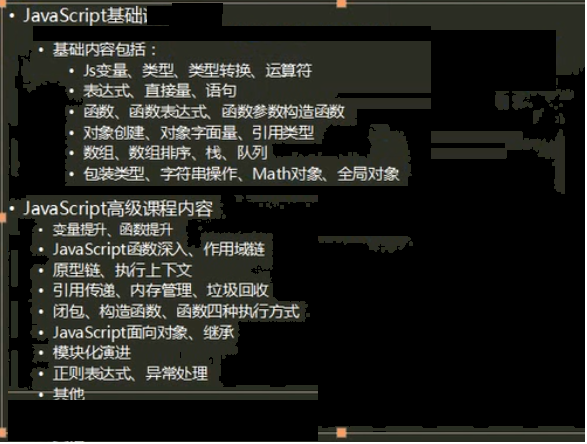 JavaScript基础
基础内容包括：
Js变量、类型、类型转换、运算符
表达式、直接量、语句
函数、函数表达式、函数参数构造函数
对象创建、对象字面量、引用类型
数组、数组排序、栈、队列
包装类型、字符串操作、Math对象、全局对象
JavaScript高级课程内容
变量提升、函数提升
JavaScript函数深入、作用域链
原型链、执行上下文
引用传递、内存管理、垃圾回收
闭包、构造函数、函数四种执行方式
JavaScript面向对象、继承
模块化演进
正则表达式、异常处理
其他